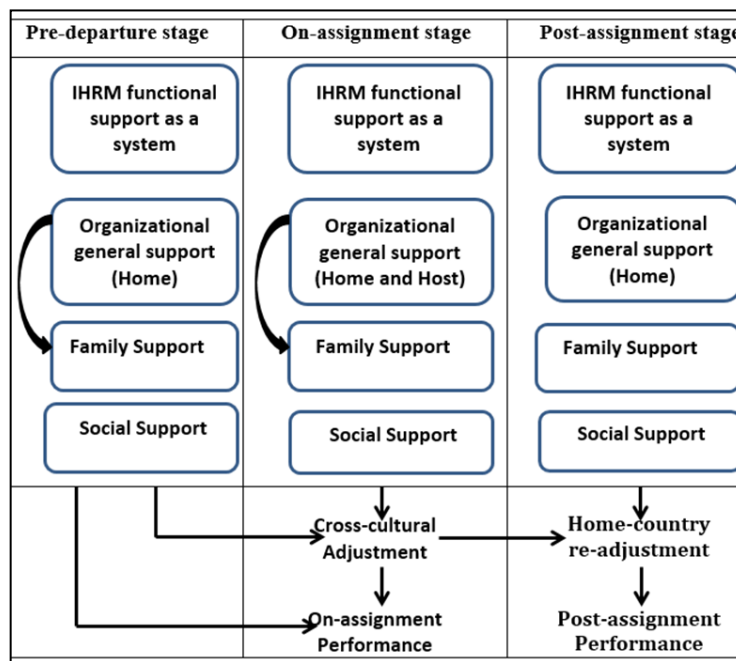 Pre-departure stage
On-assignment stage
Post-assignment stage
IHRM functional
support as a
system
IHRM functional
support as a
system
IHRM functional
support as a
system
Organizational
general support
(Home)
Organizational
general support
(Home and Host)
Organizational
general support
(Home)
Family Support
Family Support
Family Support
Social Support
Social Support
Social Support
Cross-cultural
Adjustment
Home-country
re-adjustment
On-assignment
Performance
Post-assignment
Performance